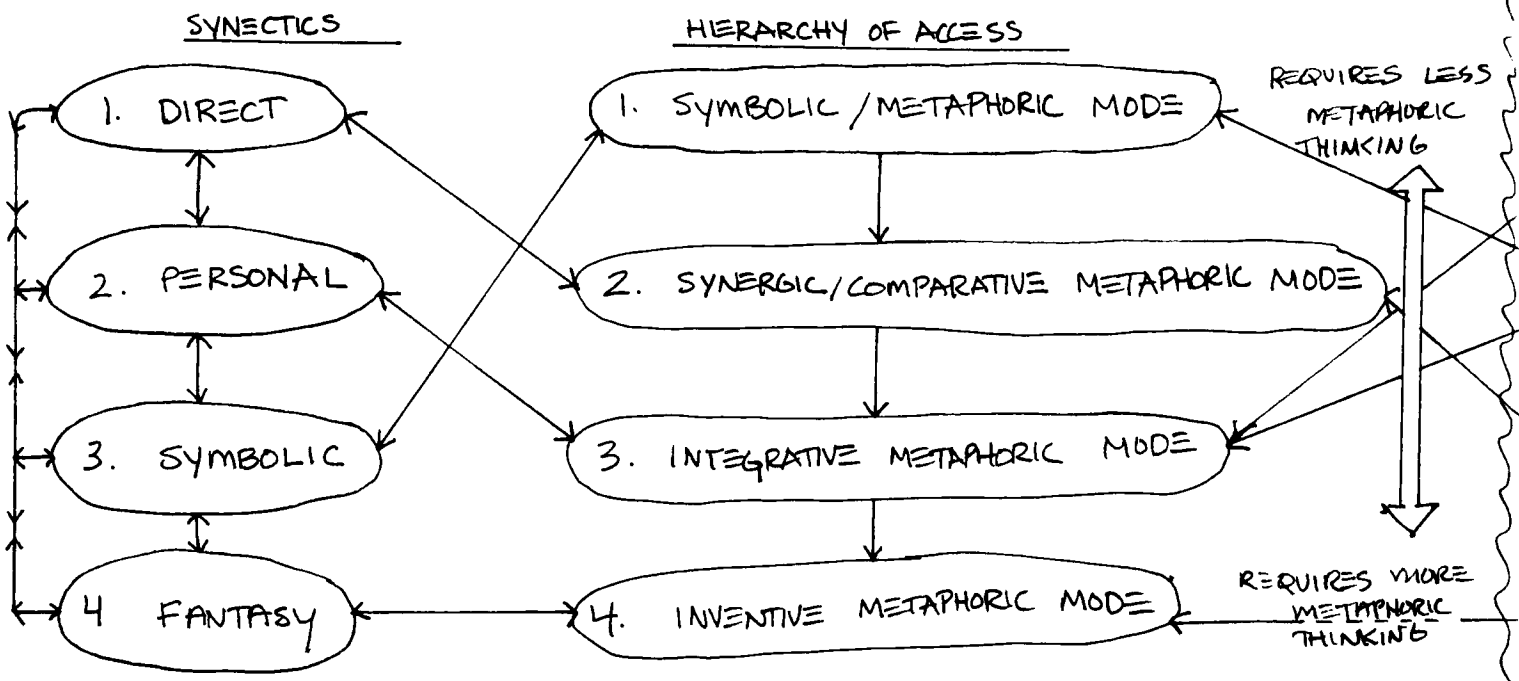 SYNECTICS
HIERARCHY OF ACCESS
1. DIRECT
2. PERSONAL
3. SYMBOLIC
4 FANTASY
1. SYMBOLIC / METAPHORIC MODE
2. SYNERGIC/COMPARATIVE METAPHORIC MODE
3. INTEGRATIVE METAPHORIC MODE
4. INVENTIVE METAPHORIC MODE
REQUIRES LESS
METAPHORIC
THINKING
REQUIRES MORE
METAPHORIC
THINKING